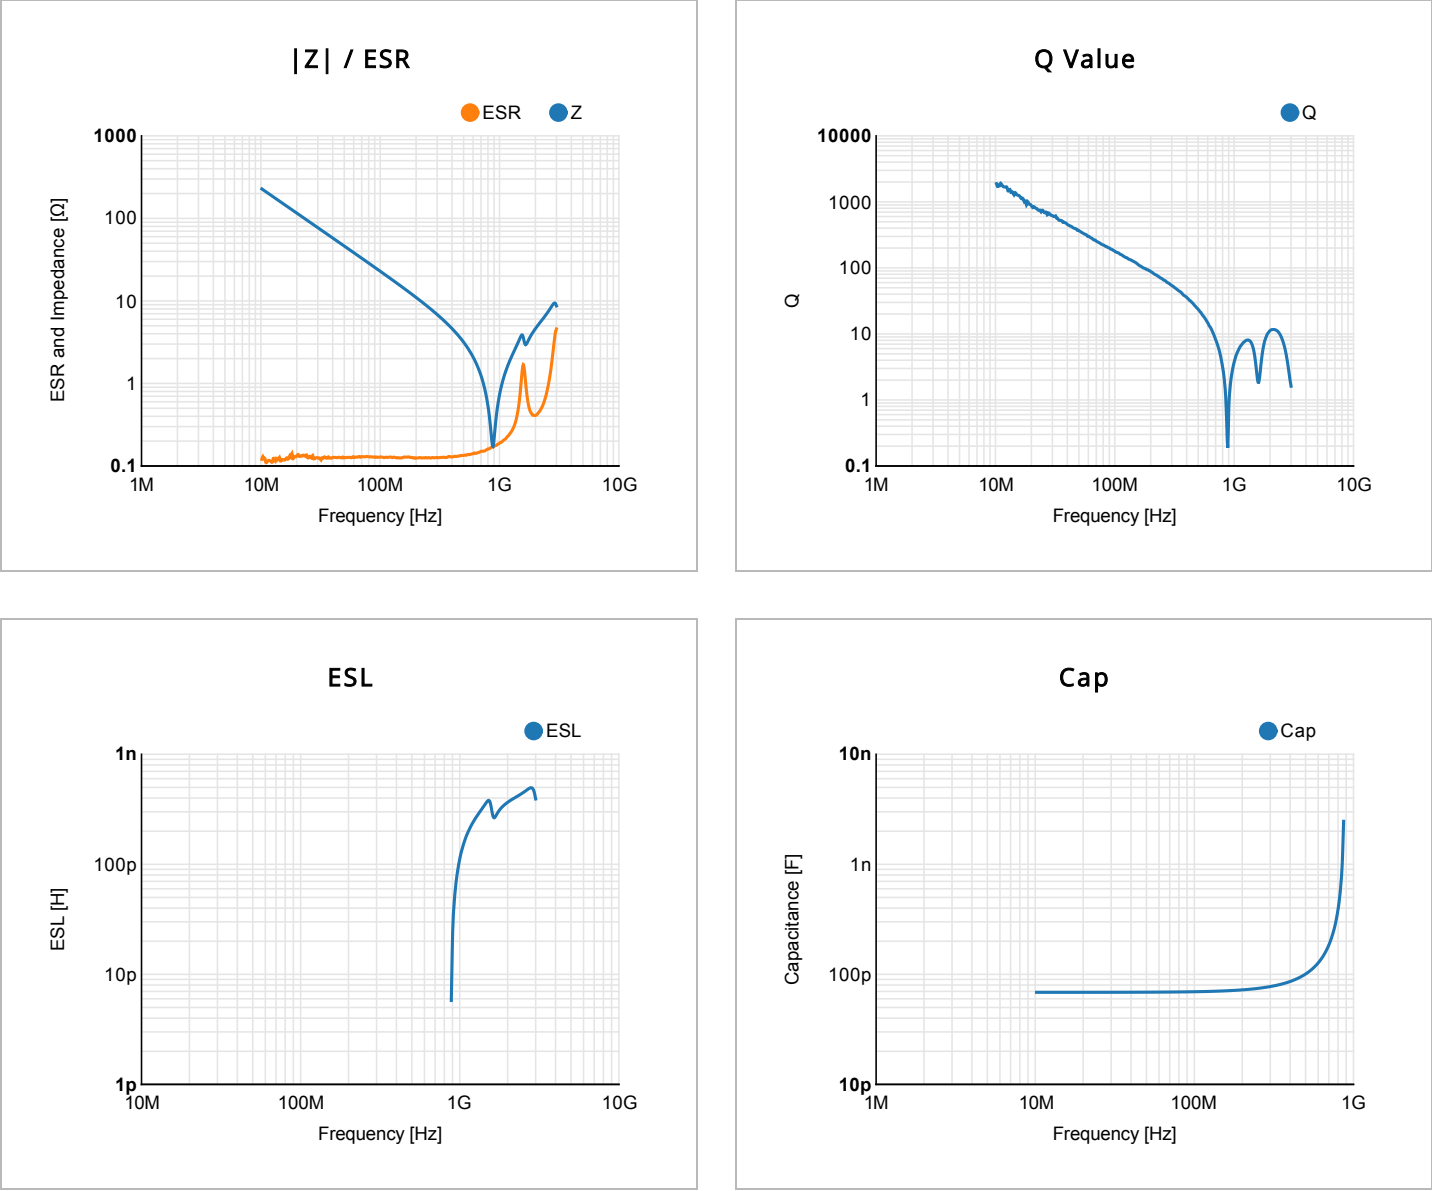 |Z| / ESR
ESR Z
1000
100
10
1
0.1
ESR and Impedance [Ω]
1M 10M 100M 1G 10G
Frequency [Hz]
Q Value
Q
10000
1000
100
10
1
0.1
Q
1M 10M 100M 1G 10G
Frequency [Hz]
ESL
ESL
1n
100p
10p
1p
ESL [H]
10M 100M 1G 10G
Frequency [Hz]
Cap
Cap
10n
1n
100p
10p
Capacitance [F]
1M 10M 100M 1G
Frequency [Hz]